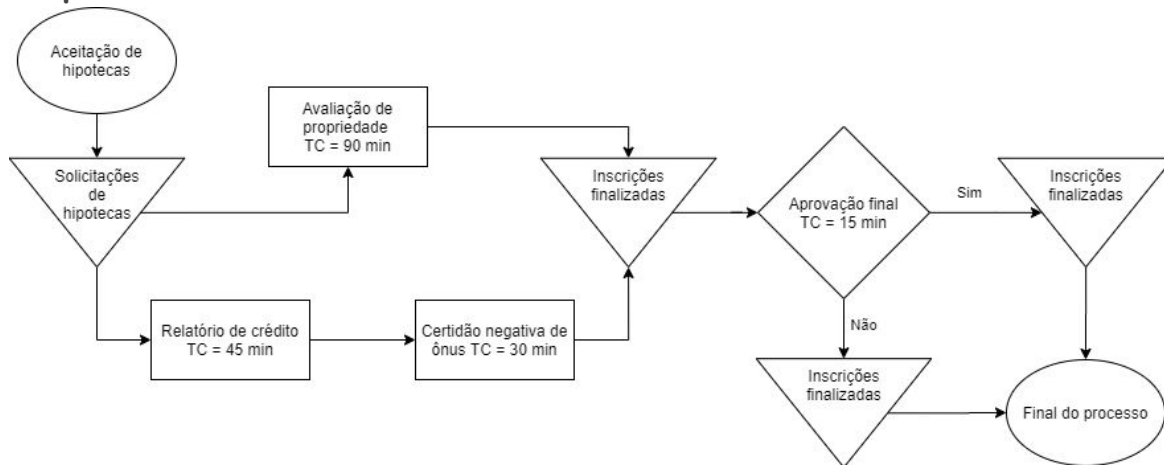 Aceitação de
hipotecas
Solicitações
de
hipotecas
Avaliação de
propriedade
TC = 90 min
Relatório de crédito
TC = 45 min
Certidão negativa de
ônus TC = 30 min
Inscrições
finalizadas
Aprovação final
TC = 15 min
Sim
Inscrições
finalizadas
Não
Inscrições
finalizadas
Final do processo